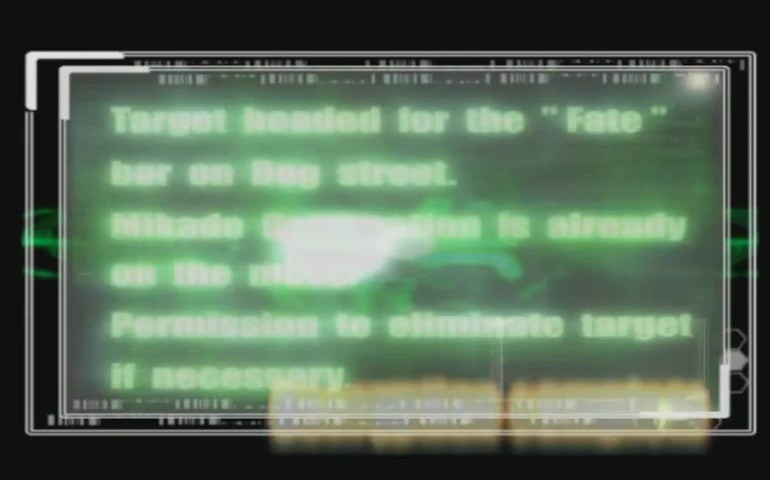 Target headed for the "Fate"
bar on Dog street.
Mikado is already
on the
Permission to eliminate target
if necessary.